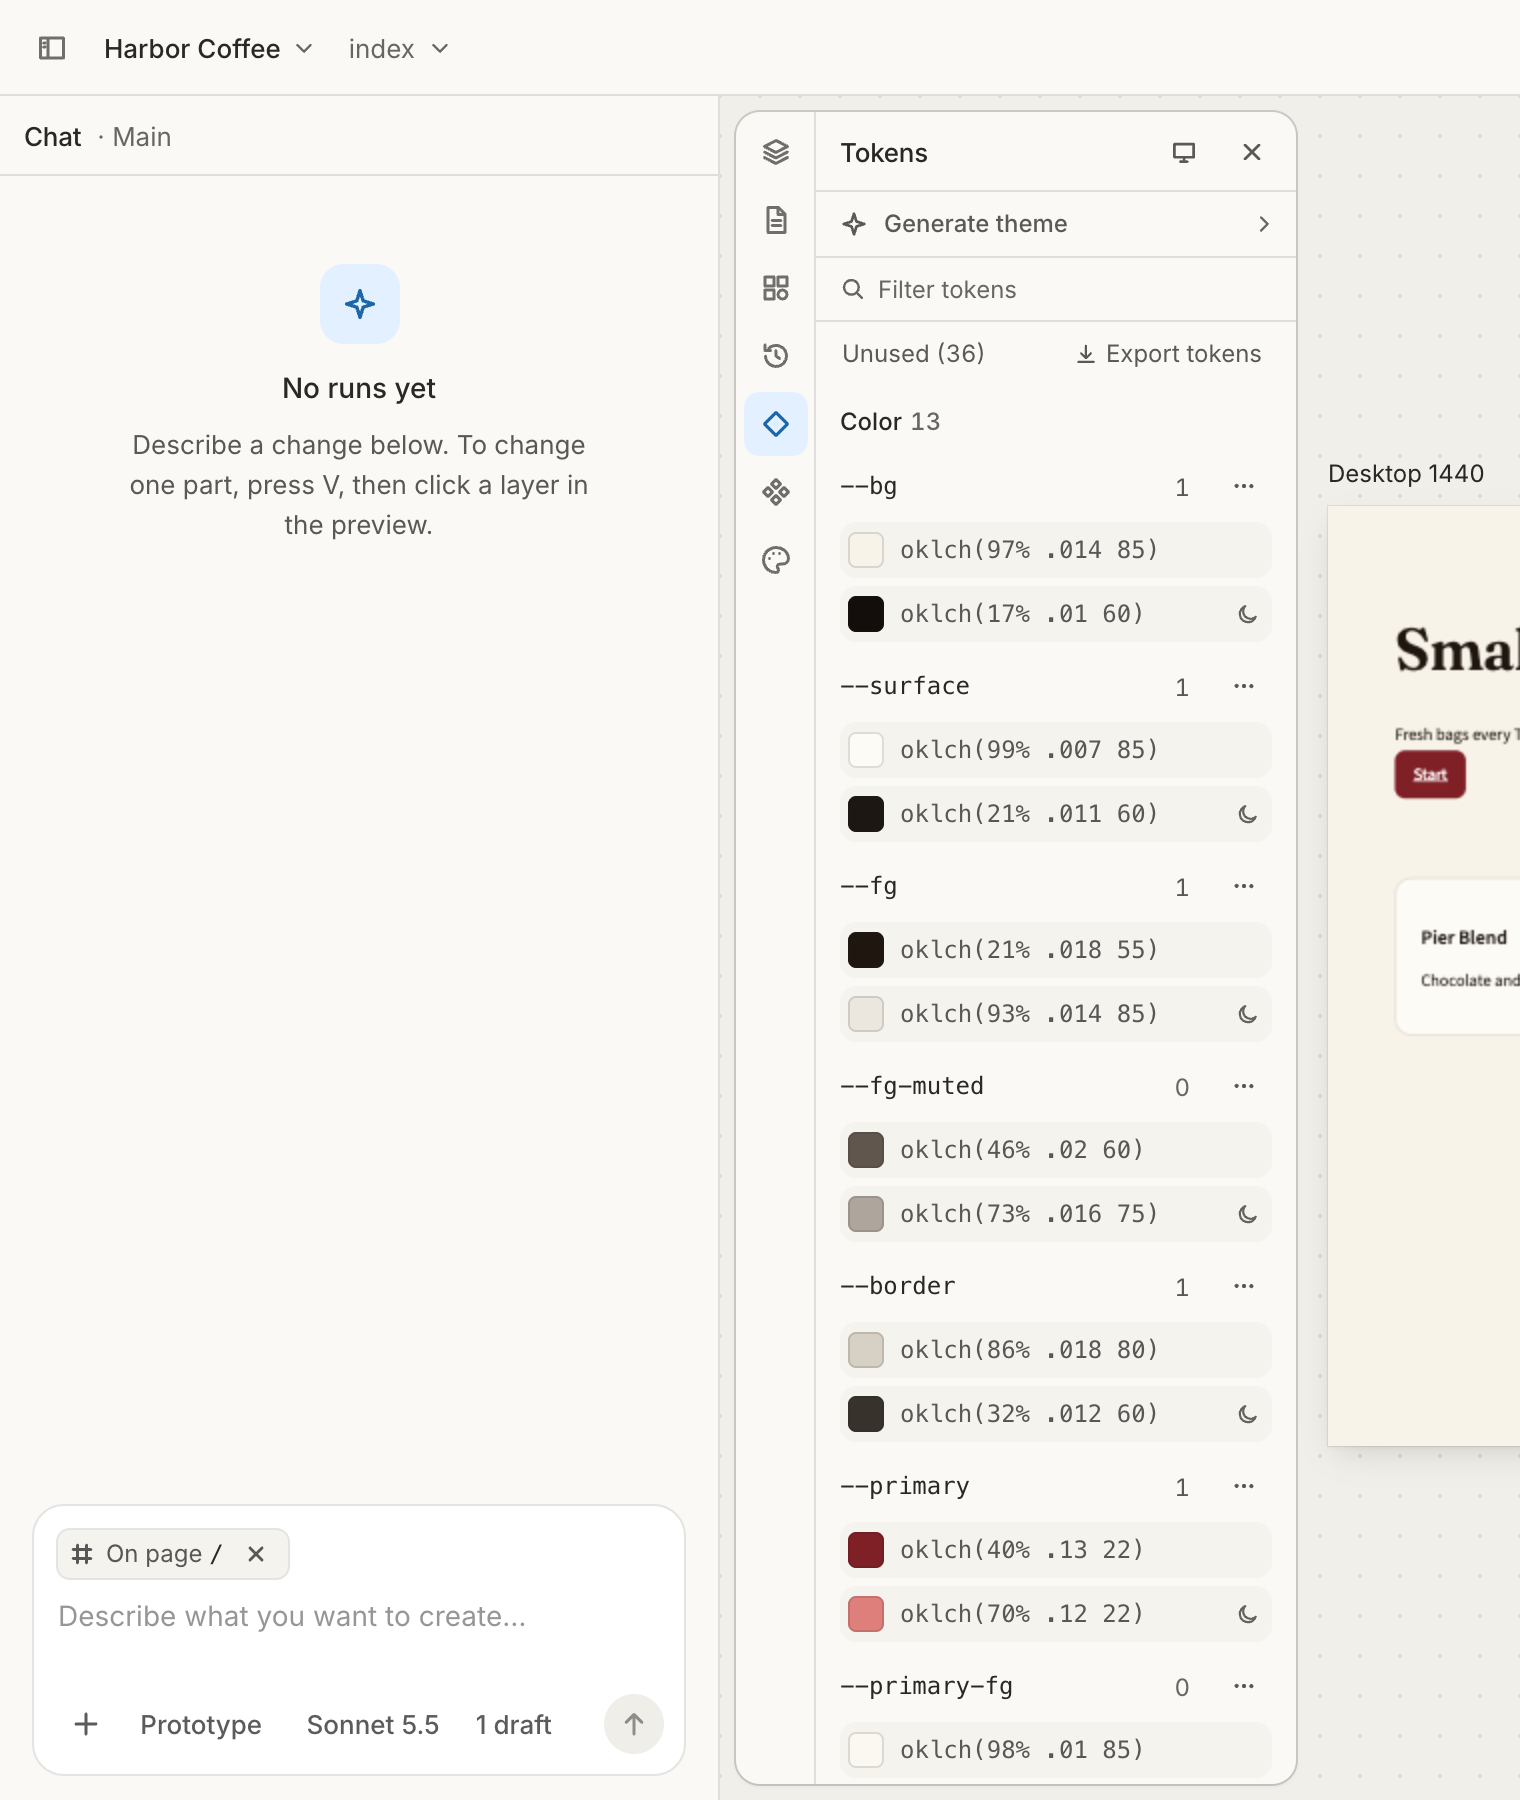 Harbor Coffee
index
Chat · Main
No runs yet
Describe a change below. To change
one part, press V, then click a layer in
the preview.
On page /
Describe what you want to create...
Prototype
Sonnet 5.5
1 draft
Tokens
Generate theme
Filter tokens
Unused (36)
Export tokens
Color 13
--bg 1
oklch(97% .014 85)
oklch(17% .01 60)
--surface 1
oklch(99% .007 85)
oklch(21% .011 60)
--fg 1
oklch(21% .018 55)
oklch(93% .014 85)
--fg-muted 0
oklch(46% .02 60)
oklch(73% .016 75)
--border 1
oklch(86% .018 80)
oklch(32% .012 60)
--primary 1
oklch(40% .13 22)
oklch(70% .12 22)
--primary-fg 0
oklch(98% .01 85)
Desktop 1440
Fresh bags every
Start
Pier Blend
Chocolate and